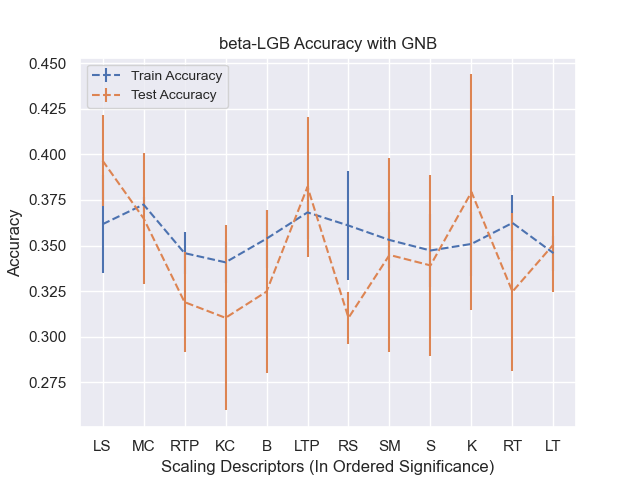 beta-LGB Accuracy with GNB
Train Accuracy
Test Accuracy
Accuracy
0.450
0.425
0.400
0.375
0.350
0.325
0.300
0.275
LS MC RTP KC B LTP RS SM S K RT LT
Scaling Descriptors (In Ordered Significance)